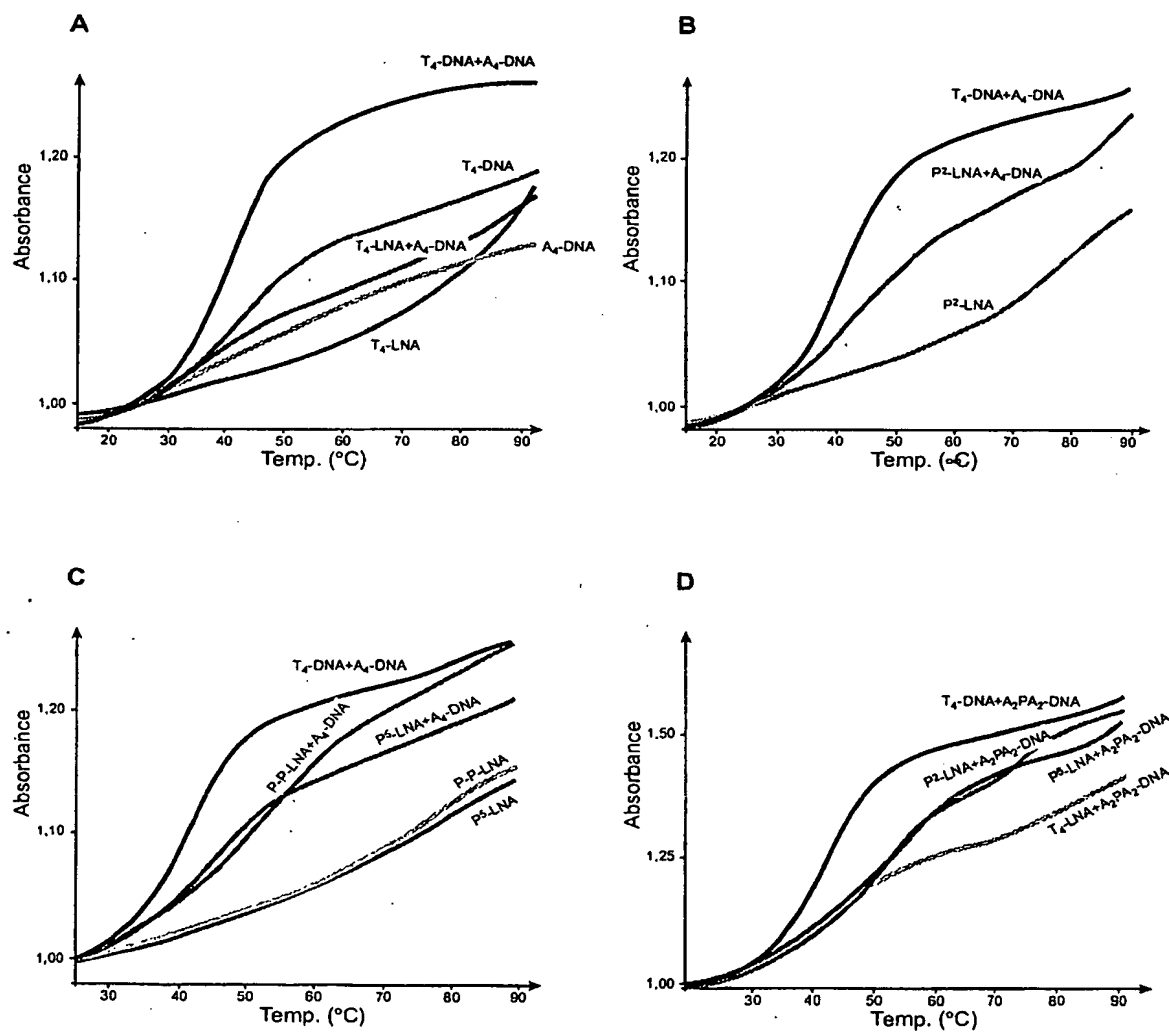 A
T₄-DNA+A₄-DNA
T₄-DNA
T₄-LNA+A₄-DNA
A₄-DNA
T₄-LNA
Absorbance
1,20
1,10
1,00
20 30 40 50 60 70 80 90
Temp. (°C)
B
T₄-DNA+A₄-DNA
P²-LNA+A₄-DNA
P²-LNA
Absorbance
1,20
1,10
1,00
20 30 40 50 60 70 80 90
Temp. (∞C)
C
T₄-DNA+A₄-DNA
P-P-LNA+A₄-DNA
P⁵-LNA+A₄-DNA
P-P-LNA
P⁵-LNA
Absorbance
1,20
1,10
1,00
30 40 50 60 70 80 90
Temp. (°C)
D
T₄-DNA+A₂PA₂-DNA
P²-LNA+A₂PA₂-DNA
P⁵-LNA+A₂PA₂-DNA
T₄-LNA+A₂PA₂-DNA
Absorbance
1,50
1,25
1,00
30 40 50 60 70 80 90
Temp. (°C)